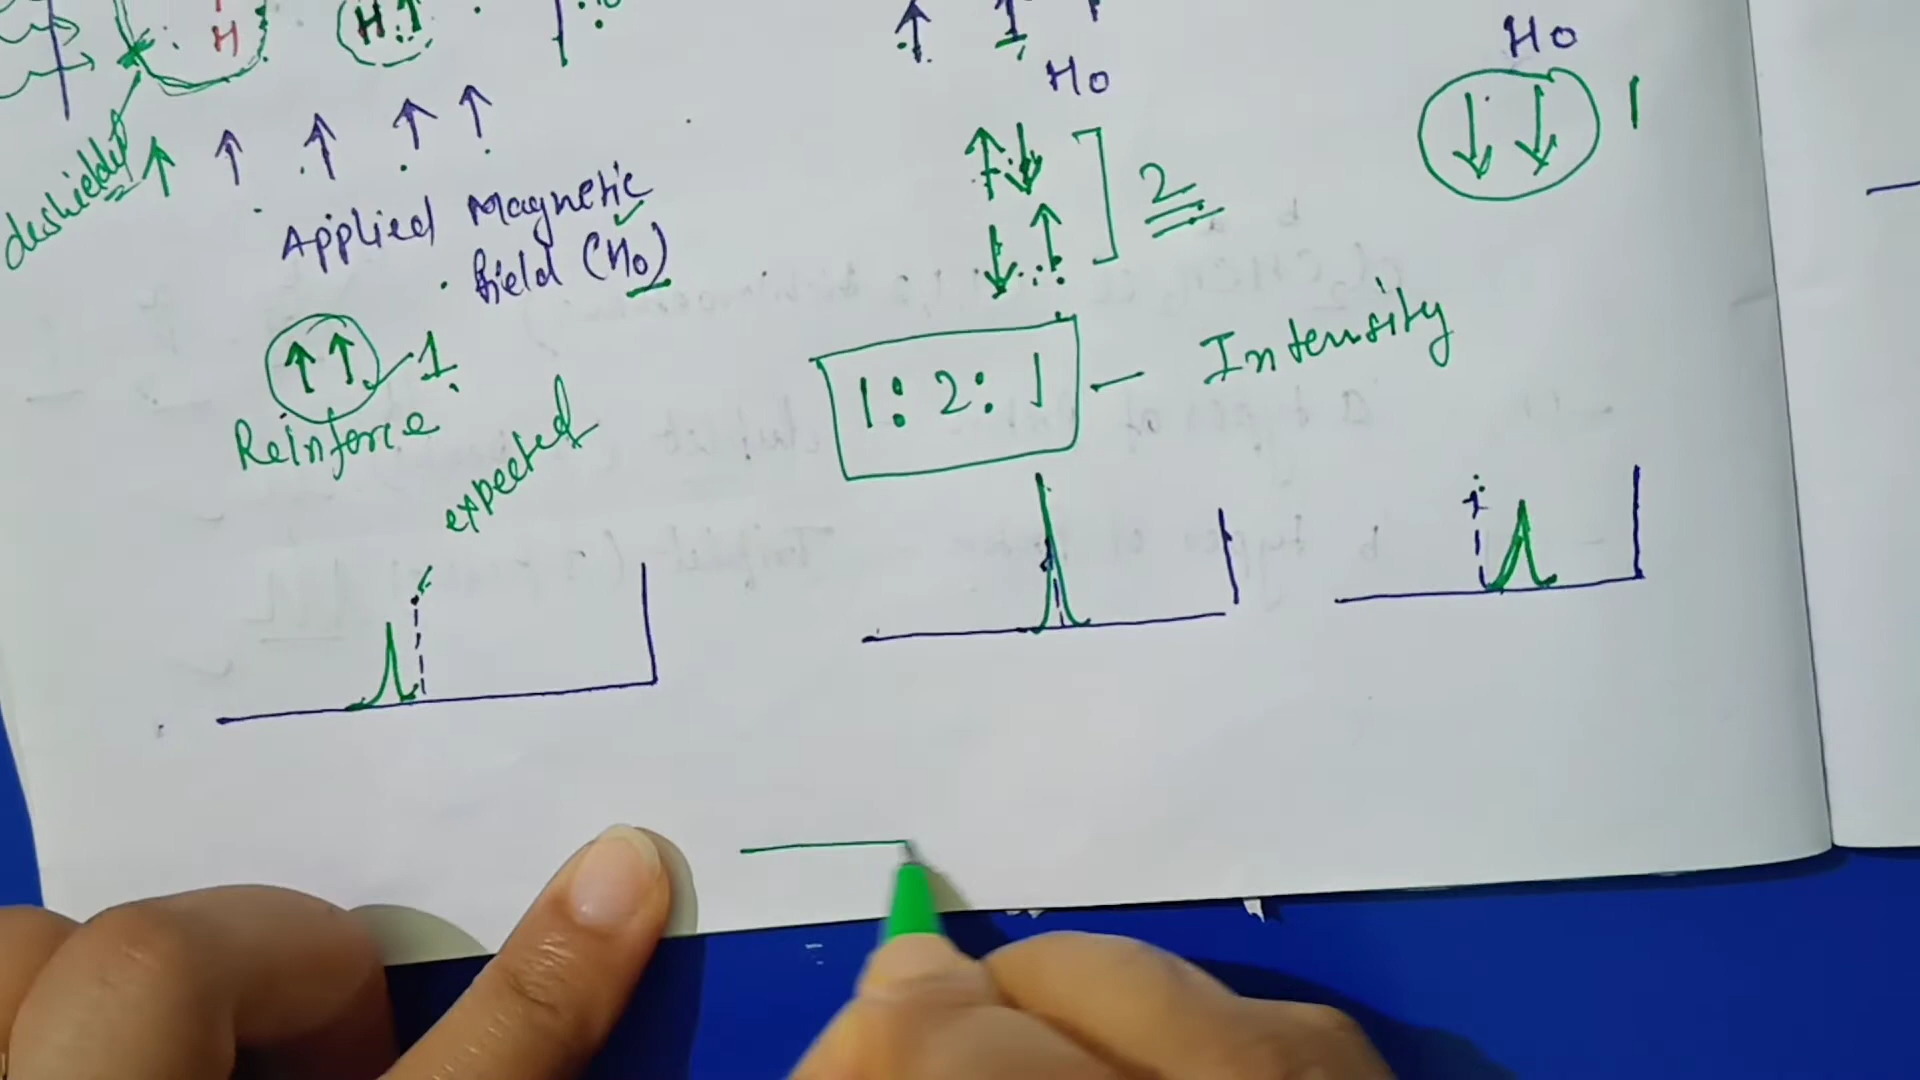 H
H
Ho
Ho
deshielded
Applied Magnetic
field (Ho)
2
1
1
Reinforce
expected
1:2:1 — Intensity